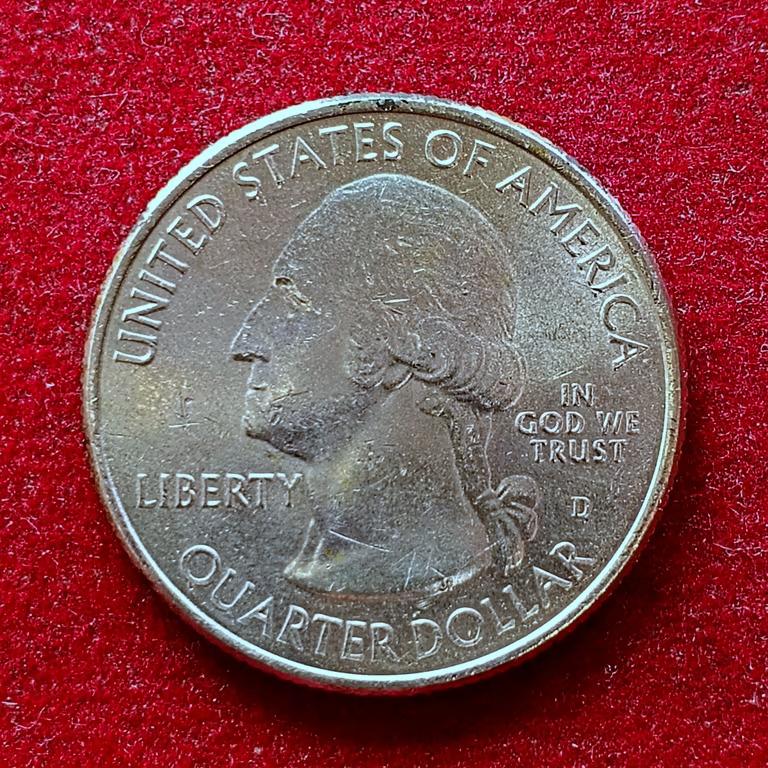 UNITED STATES OF AMERICA
LIBERTY
IN
GOD WE
TRUST
D
QUARTER DOLLAR